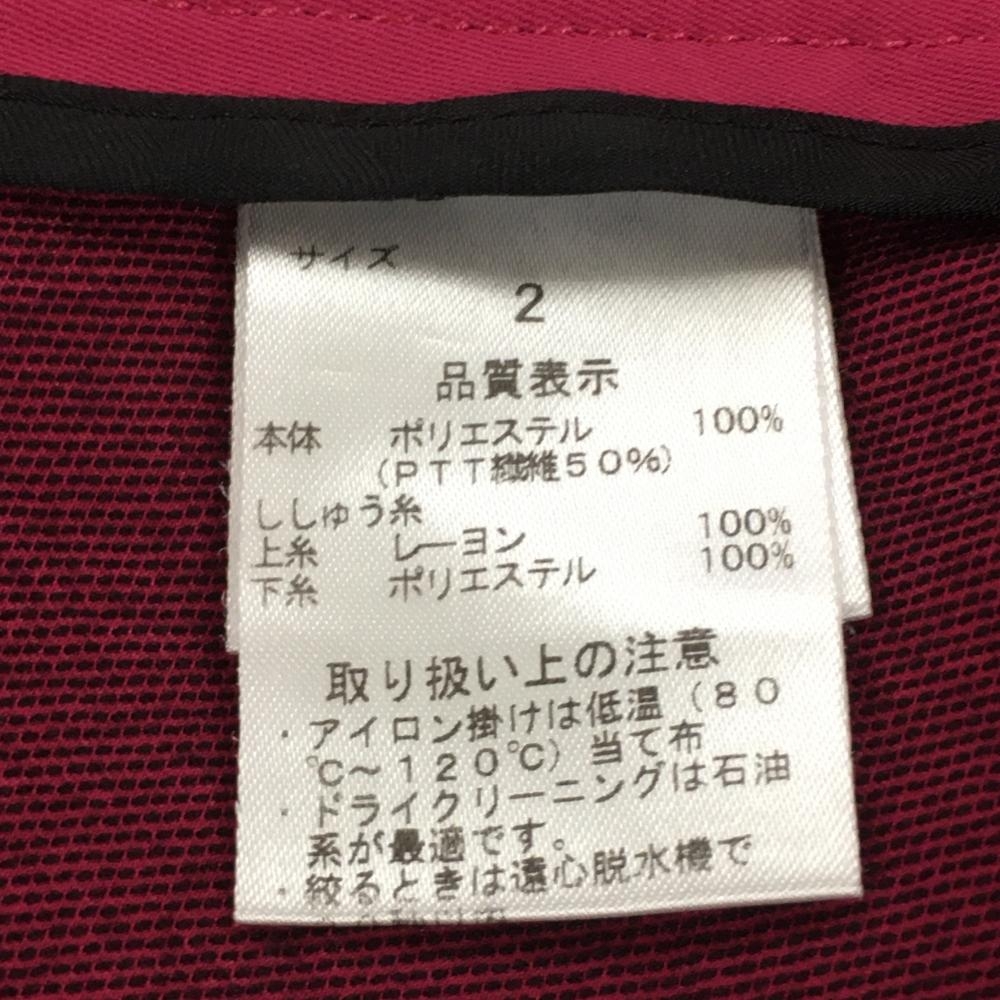 サイズ
2
品質表示
本体 ポリエステル 100%
(PTT繊維50%)
ししゅう糸
上糸 レーヨン 100%
下糸 ポリエステル 100%
取り扱い上の注意
・アイロン掛けは低温(80
℃~120℃)当て布
・ドライクリーニングは石油
系が最適です。
・絞るときは遠心脱水機で